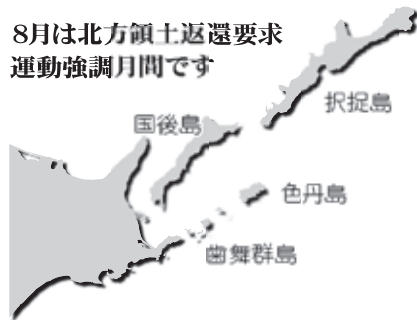 8月は北方領土返還要求
運動強調月間です
択捉島
国後島
色丹島
歯舞群島